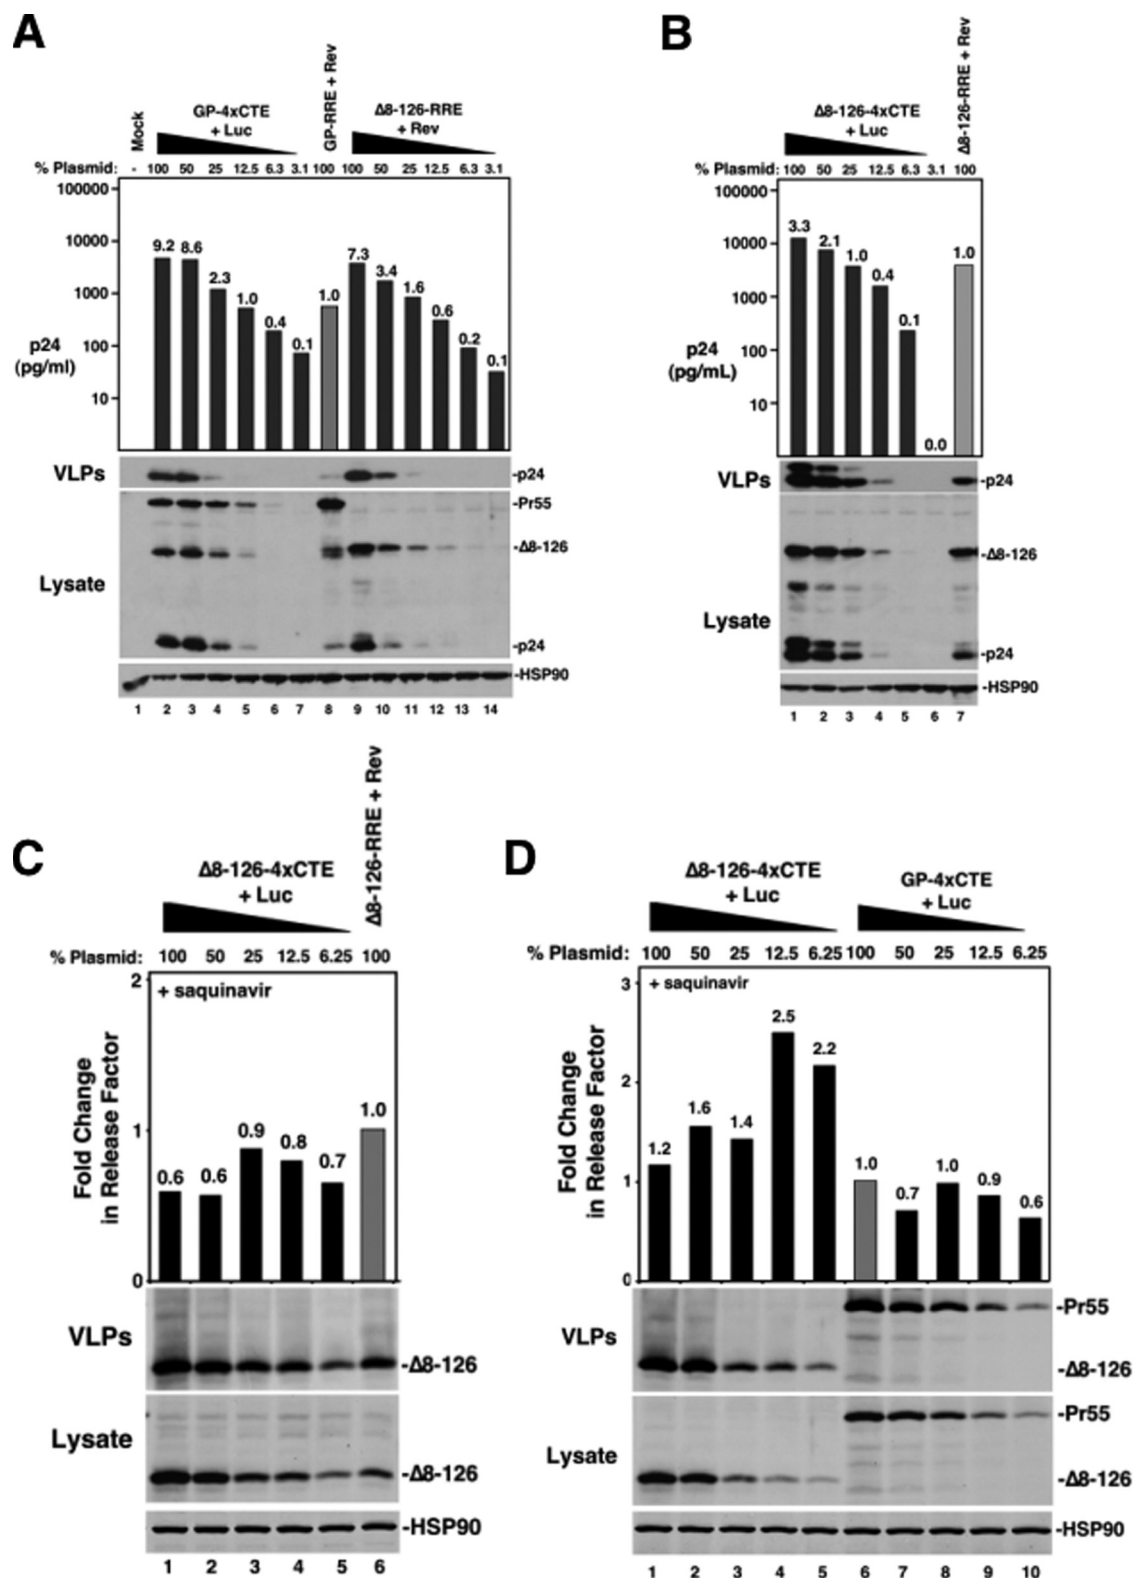 A
Mock
GP-4xCTE
+ Luc
GP-RRE + Rev
Δ8-126-RRE
+ Rev
% Plasmid: - 100 50 25 12.5 6.3 3.1 100 100 50 25 12.5 6.3 3.1
100000
10000
1000
100
10
p24
(pg/ml)
9.2 8.6 2.3 1.0 0.4 0.1 1.0 7.3 3.4 1.6 0.6 0.2 0.1
VLPs
-p24
-Pr55
-Δ8-126
Lysate
-p24
-HSP90
1 2 3 4 5 6 7 8 9 10 11 12 13 14
B
Δ8-126-4xCTE
+ Luc
Δ8-126-RRE + Rev
% Plasmid: 100 50 25 12.5 6.3 3.1 100
100000
10000
1000
100
10
p24
(pg/mL)
3.3 2.1 1.0 0.4 0.1 0.0 1.0
VLPs
-p24
-Δ8-126
Lysate
-p24
-HSP90
1 2 3 4 5 6 7
C
Δ8-126-4xCTE
+ Luc
Δ8-126-RRE + Rev
% Plasmid: 100 50 25 12.5 6.25 100
2
1
0
+ saquinavir
Fold Change
in Release Factor
0.6 0.6 0.9 0.8 0.7 1.0
VLPs
-Δ8-126
Lysate
-Δ8-126
-HSP90
1 2 3 4 5 6
D
Δ8-126-4xCTE
+ Luc
GP-4xCTE
+ Luc
% Plasmid: 100 50 25 12.5 6.25 100 50 25 12.5 6.25
3
2
1
0
+ saquinavir
Fold Change
in Release Factor
1.2 1.6 1.4 2.5 2.2 1.0 0.7 1.0 0.9 0.6
-Pr55
VLPs
-Δ8-126
-Pr55
Lysate
-Δ8-126
-HSP90
1 2 3 4 5 6 7 8 9 10